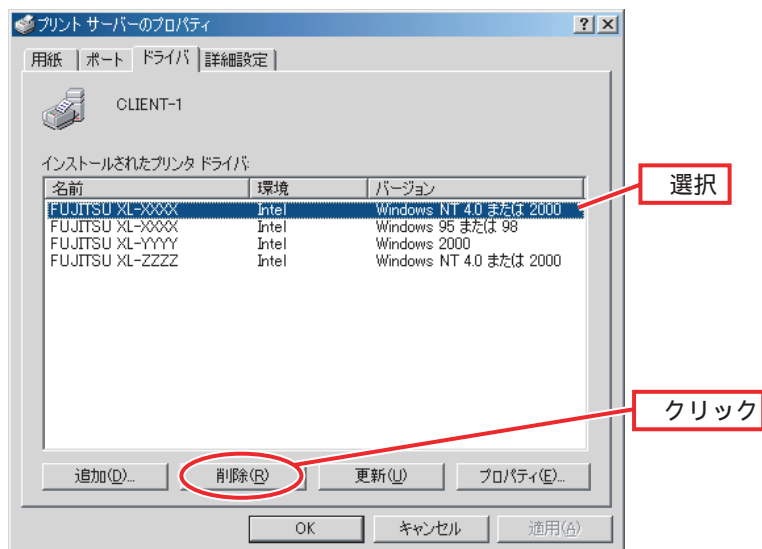 プリント サーバーのプロパティ
用紙 ポート ドライバ 詳細設定
CLIENT-1
インストールされたプリンタ ドライバ:
名前 環境 バージョン
FUJITSU XL-XXXX Intel Windows NT 4.0 または 2000
FUJITSU XL-XXXX Intel Windows 95 または 98
FUJITSU XL-YYYY Intel Windows 2000
FUJITSU XL-ZZZZ Intel Windows NT 4.0 または 2000
選択
クリック
追加(D)... 削除(R) 更新(U) プロパティ(E)...
OK キャンセル 適用(A)